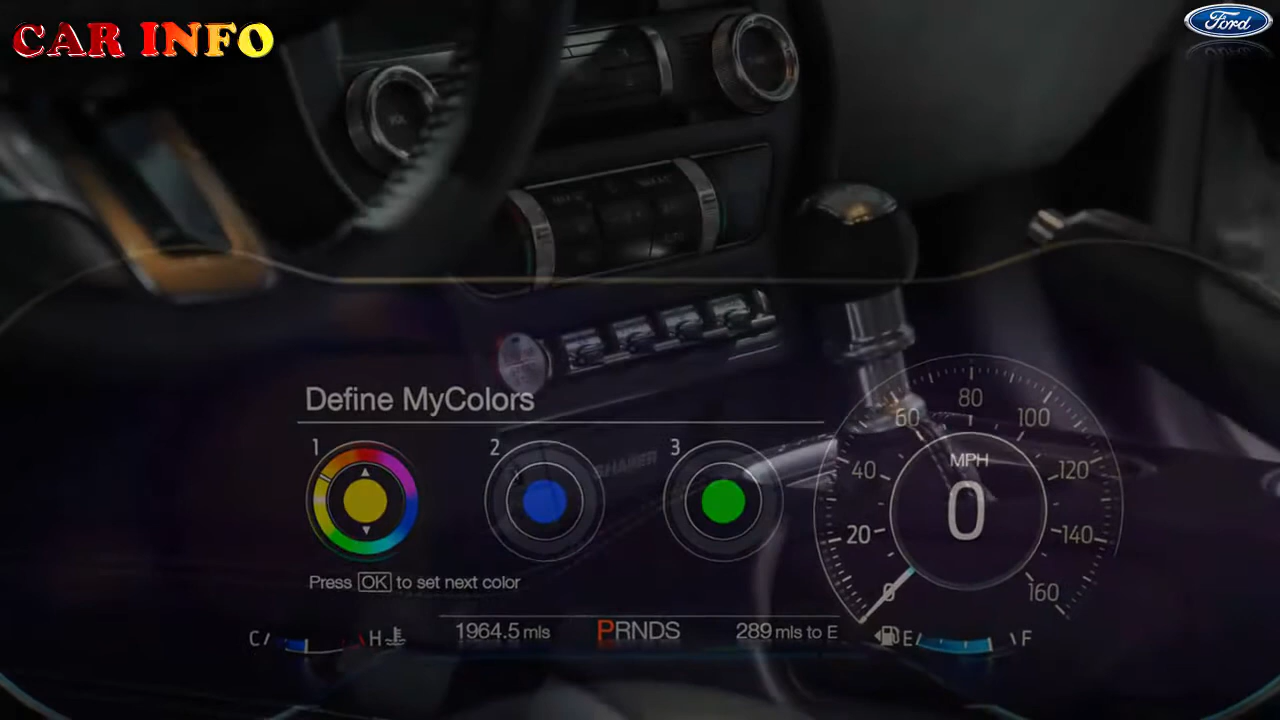 CAR INFO
Ford
Define MyColors
1
2
3
SHAKER
Press OK to set next color
MPH
0
0
20
40
60
80
100
120
140
160
C
H
1964.5 mls
PRNDS
289 mls to E
E
F